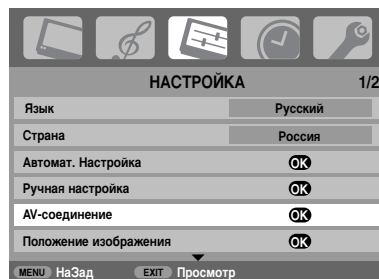 НАСТРОЙКА 1/2
Язык Русский
Страна Россия
Автомат. Настройка OK
Ручная настройка OK
AV-соединение OK
Положение изображения OK
MENU НаЗад EXIT Просмотр